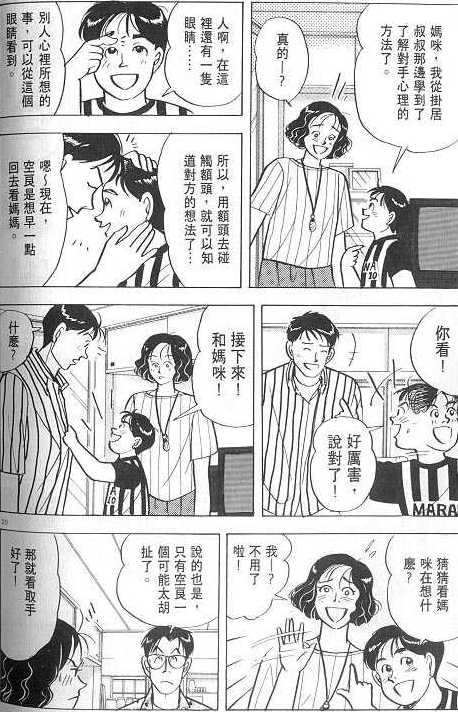 媽咪，我從掛居
叔叔那邊學到了
了解對手心理的
方法了。
真的——？
人啊，在這
裡還有一隻
眼睛……
別人心裡所想的
事，可以從這個
眼睛看到。
所以，用額頭去碰
觸額頭，就可以知
道對方的想法了…
嗯～現在，
空良是想早一點
回去看媽媽。
NA
10
你看！
好厲害，
說對了！
MARA
接下來！
和媽咪！
什麼？
A
10
猜猜看媽
咪在想什
麼？
我—？
不用了
啦！
說的也是，
只有空良一
個可能太胡
扯了。
那就看取手
好了！
20